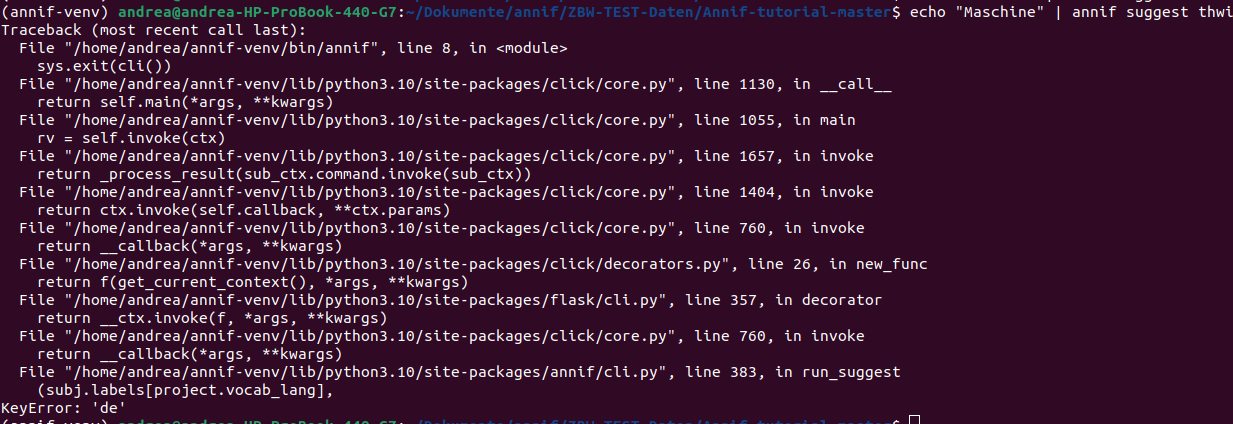 (annif-venv) andrea@andrea-HP-ProBook-440-G7:~/Dokumente/annif/ZBW-TEST-Daten/Annif-tutorial-master$ echo "Maschine" | annif suggest thwi
Traceback (most recent call last):
  File "/home/andrea/annif-venv/bin/annif", line 8, in <module>
    sys.exit(cli())
  File "/home/andrea/annif-venv/lib/python3.10/site-packages/click/core.py", line 1130, in __call__
    return self.main(*args, **kwargs)
  File "/home/andrea/annif-venv/lib/python3.10/site-packages/click/core.py", line 1055, in main
    rv = self.invoke(ctx)
  File "/home/andrea/annif-venv/lib/python3.10/site-packages/click/core.py", line 1657, in invoke
    return _process_result(sub_ctx.command.invoke(sub_ctx))
  File "/home/andrea/annif-venv/lib/python3.10/site-packages/click/core.py", line 1404, in invoke
    return ctx.invoke(self.callback, **ctx.params)
  File "/home/andrea/annif-venv/lib/python3.10/site-packages/click/core.py", line 760, in invoke
    return __callback(*args, **kwargs)
  File "/home/andrea/annif-venv/lib/python3.10/site-packages/click/decorators.py", line 26, in new_func
    return f(get_current_context(), *args, **kwargs)
  File "/home/andrea/annif-venv/lib/python3.10/site-packages/flask/cli.py", line 357, in decorator
    return __ctx.invoke(f, *args, **kwargs)
  File "/home/andrea/annif-venv/lib/python3.10/site-packages/click/core.py", line 760, in invoke
    return __callback(*args, **kwargs)
  File "/home/andrea/annif-venv/lib/python3.10/site-packages/annif/cli.py", line 383, in run_suggest
    (subj.labels[project.vocab_lang],
KeyError: 'de'
(annif-venv) andrea@andrea-HP-ProBook-440-G7:~/Dokumente/annif/ZBW-TEST-Daten/Annif-tutorial-master$